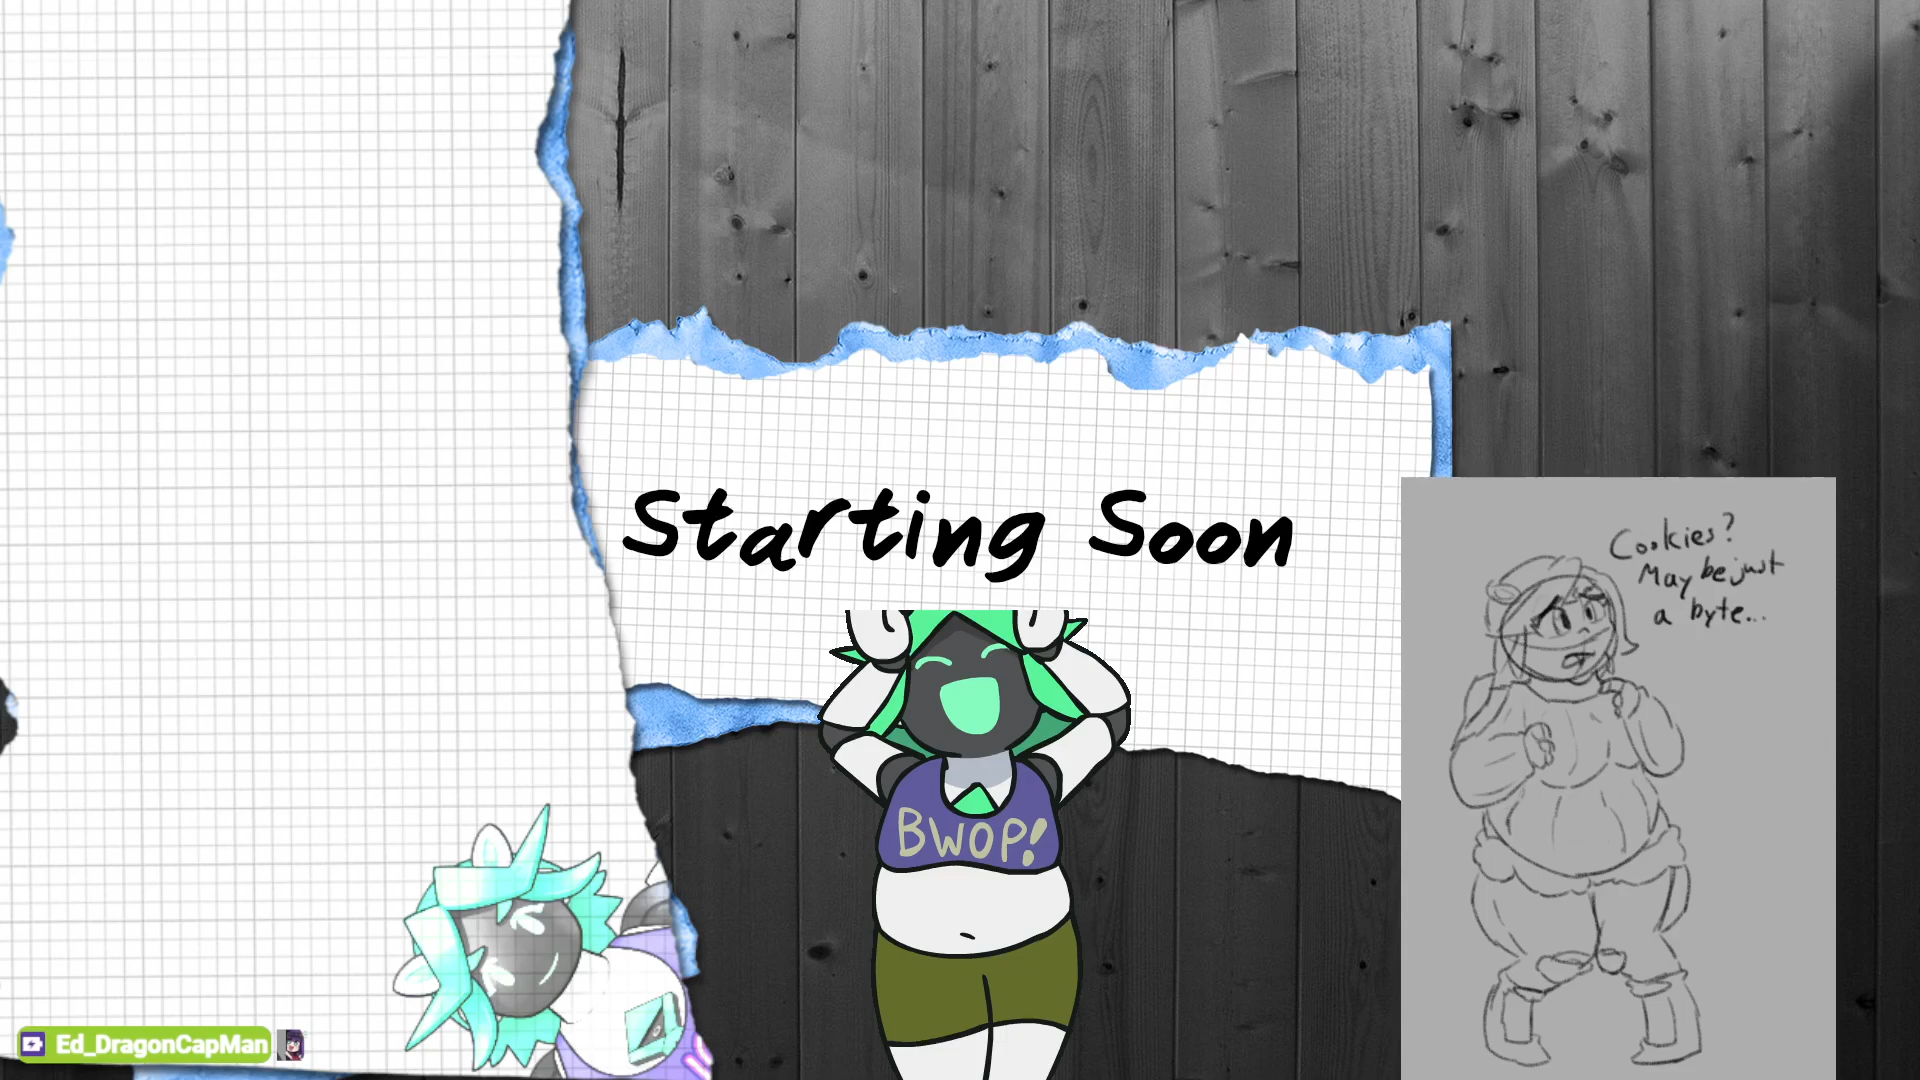 Starting Soon
Cookies?
May be just
a byte...
BWOP!
Ed_DragonCapMan